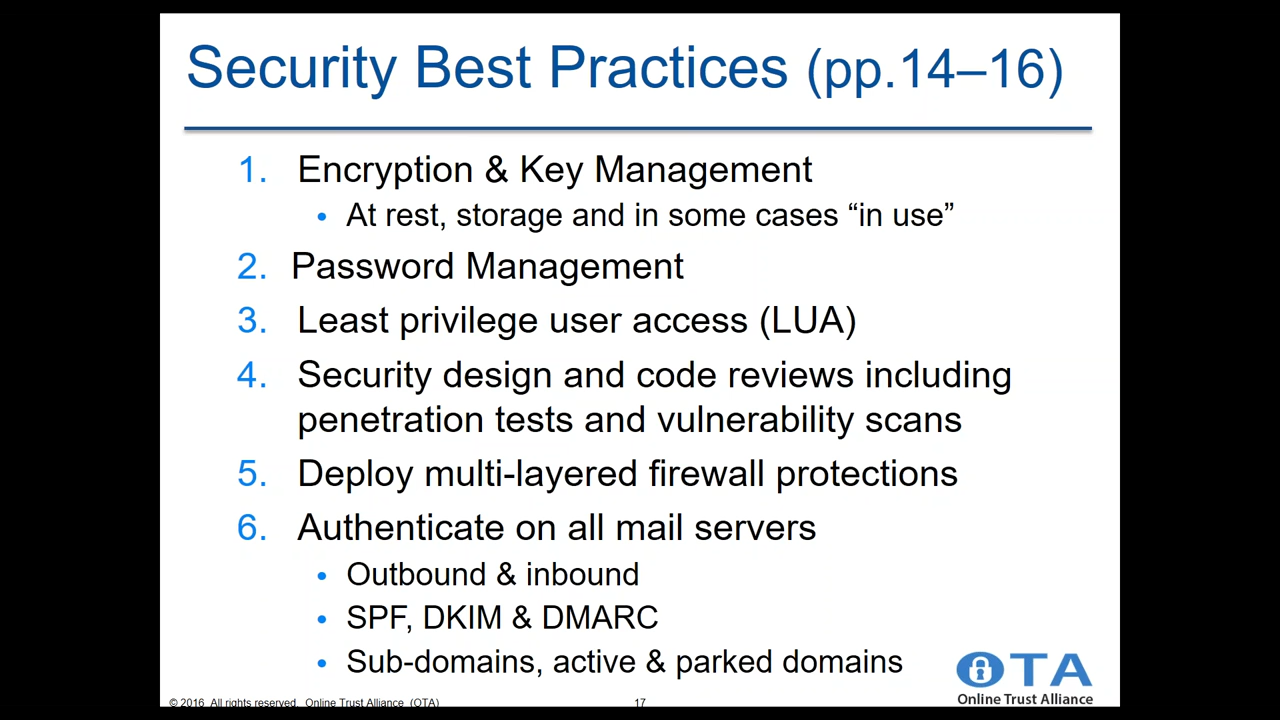 Security Best Practices (pp.14–16)
1. Encryption & Key Management
• At rest, storage and in some cases “in use”
2. Password Management
3. Least privilege user access (LUA)
4. Security design and code reviews including
penetration tests and vulnerability scans
5. Deploy multi-layered firewall protections
6. Authenticate on all mail servers
• Outbound & inbound
• SPF, DKIM & DMARC
• Sub-domains, active & parked domains
OTA
Online Trust Alliance
© 2016. All rights reserved. Online Trust Alliance (OTA)
17